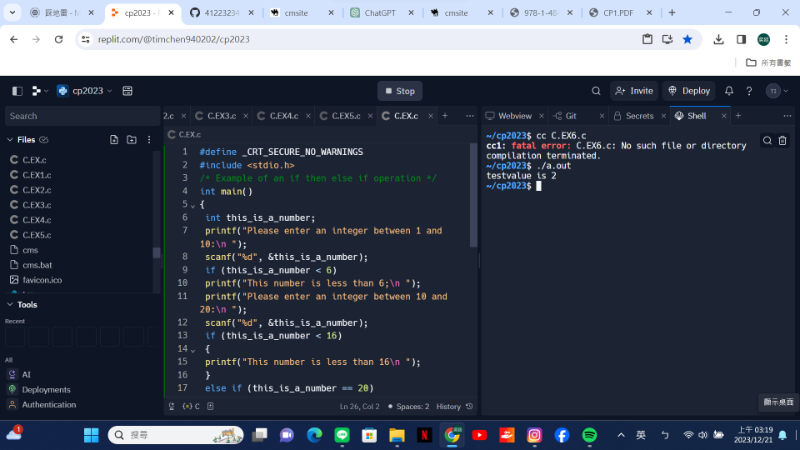 cp2023 - Repl
41223234
cmsite
ChatGPT
cmsite
978-1-48
CP1.PDF
replit.com/@timchen940202/cp2023
所有書籤
cp2023
Stop
Invite
Deploy
Search
2.c
C.EX3.c
C.EX4.c
C.EX5.c
C.EX.c
Webview
Git
Secrets
Shell
Files
C.EX.c
C.EX1.c
C.EX2.c
C.EX3.c
C.EX4.c
C.EX5.c
cms
cms.bat
favicon.ico
Tools
Recent
All
AI
Deployments
Authentication
C.EX.c
1 #define _CRT_SECURE_NO_WARNINGS
2 #include <stdio.h>
3 /* Example of an if then else if operation */
4 int main()
5 {
6 int this_is_a_number;
7 printf("Please enter an integer between 1 and
10:\n ");
8 scanf("%d", &this_is_a_number);
9 if (this_is_a_number < 6)
10 printf("This number is less than 6;\n ");
11 printf("Please enter an integer between 10 and
20:\n ");
12 scanf("%d", &this_is_a_number);
13 if (this_is_a_number < 16)
14 {
15 printf("This number is less than 16\n ");
16 }
17 else if (this_is_a_number == 20)
{•} C
Ln 26, Col 2
Spaces: 2
History
~/cp2023$ cc C.EX6.c
cc1: fatal error: C.EX6.c: No such file or directory
compilation terminated.
~/cp2023$ ./a.out
testvalue is 2
~/cp2023$
顯示桌面
1
搜尋
英
上午 03:19
2023/12/21